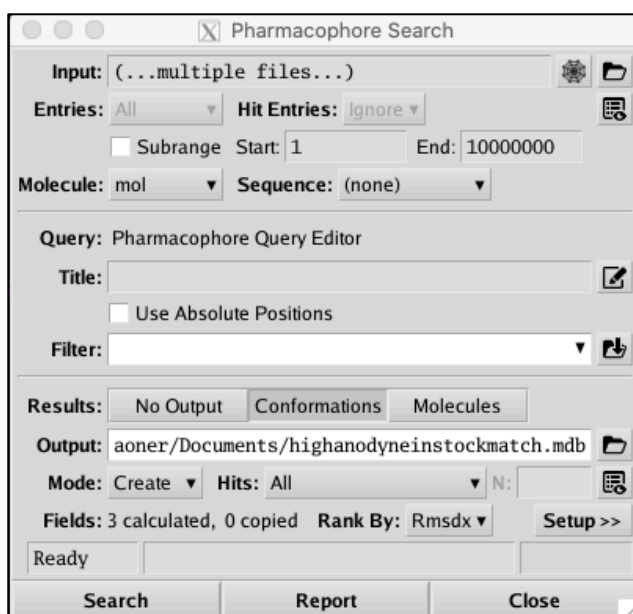 Pharmacophore Search
Input: (...multiple files...)
Entries: All Hit Entries: Ignore
Subrange Start: 1 End: 10000000
Molecule: mol Sequence: (none)
Query: Pharmacophore Query Editor
Title:
Use Absolute Positions
Filter:
Results: No Output Conformations Molecules
Output: aoner/Documents/highanodyneinstockmatch.mdb
Mode: Create Hits: All N:
Fields: 3 calculated, 0 copied Rank By: Rmsdx Setup >>
Ready
Search Report Close